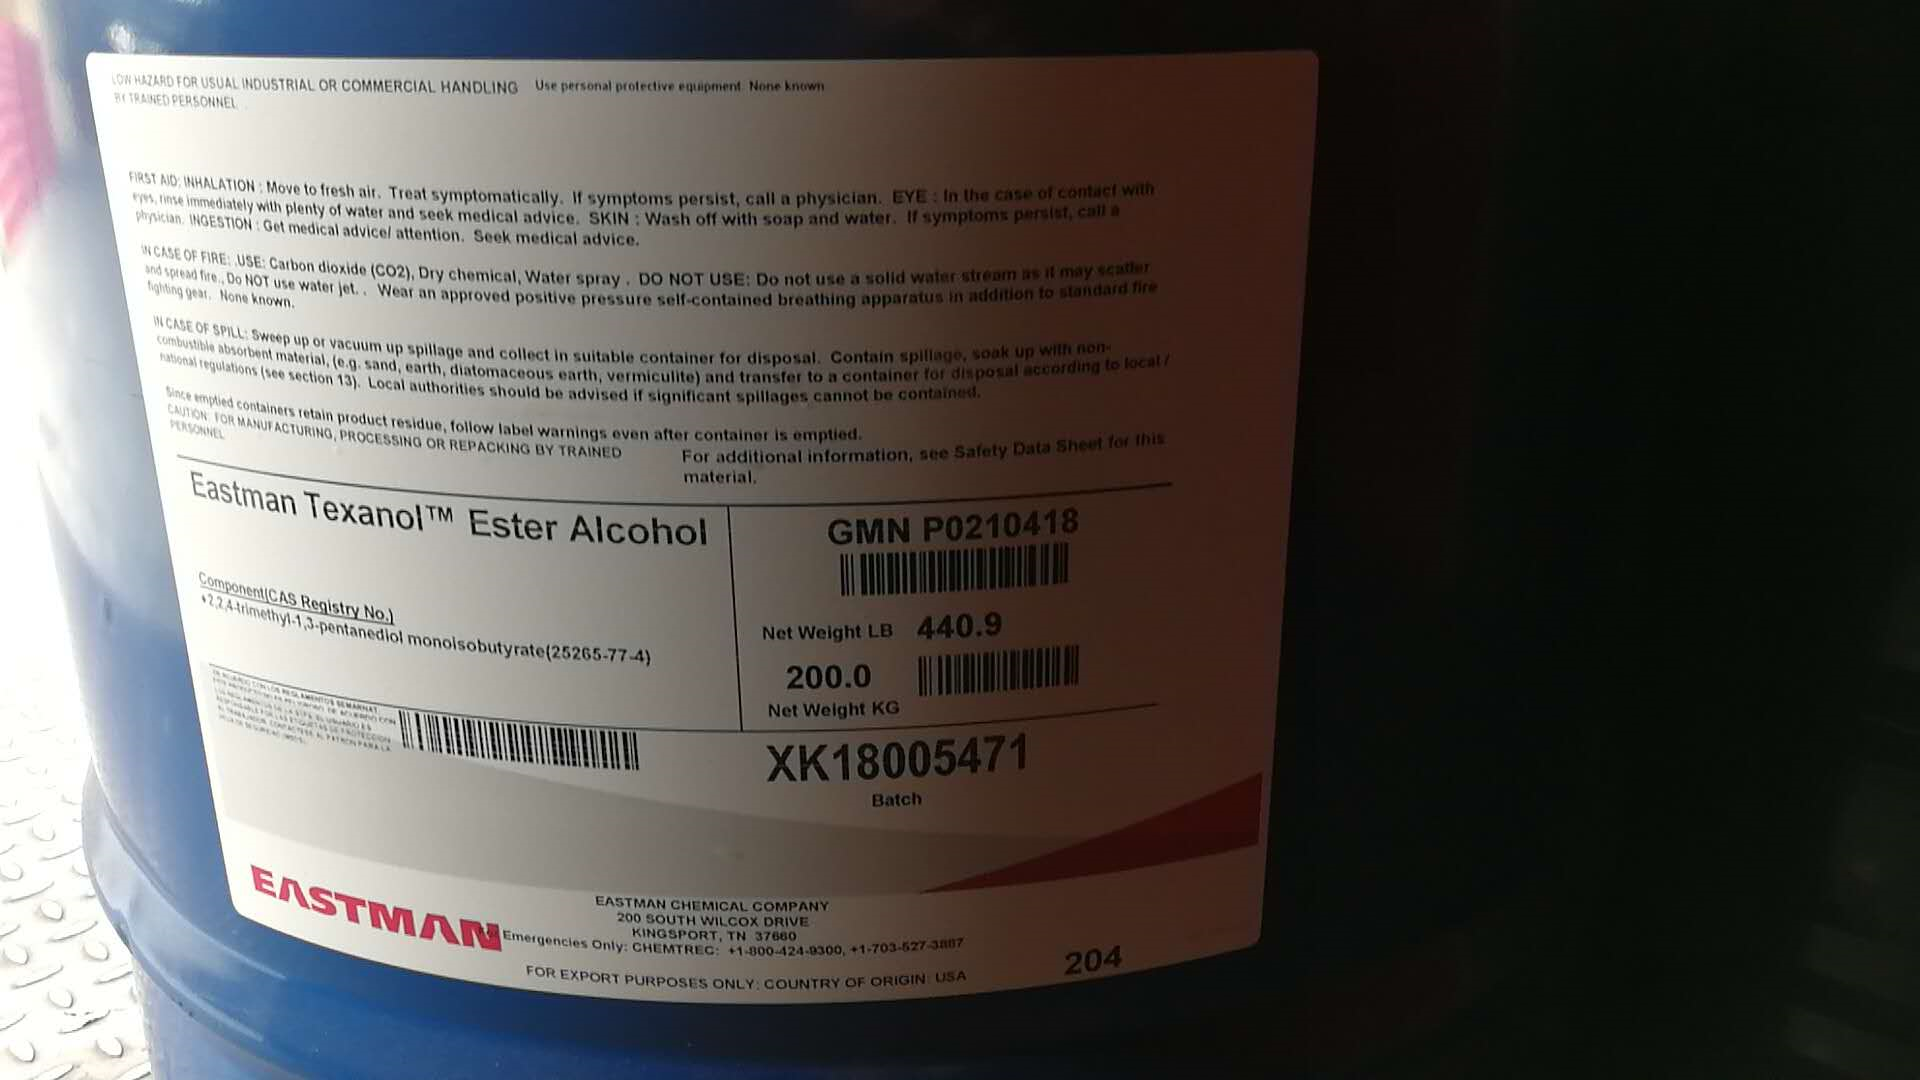 LOW HAZARD FOR USUAL INDUSTRIAL OR COMMERCIAL HANDLING Use personal protective equipment. None known.
BY TRAINED PERSONNEL
FIRST AID: INHALATION : Move to fresh air. Treat symptomatically. If symptoms persist, call a physician. EYE : In the case of contact with
eyes, rinse immediately with plenty of water and seek medical advice. SKIN : Wash off with soap and water. If symptoms persist, call a
physician. INGESTION : Get medical advice/ attention. Seek medical advice.
IN CASE OF FIRE: .USE: Carbon dioxide (CO2), Dry chemical, Water spray . DO NOT USE: Do not use a solid water stream as it may scatter
and spread fire., Do NOT use water jet. . Wear an approved positive pressure self-contained breathing apparatus in addition to standard fire
fighting gear. None known.
IN CASE OF SPILL: Sweep up or vacuum up spillage and collect in suitable container for disposal. Contain spillage, soak up with non-
combustible absorbent material, (e.g. sand, earth, diatomaceous earth, vermiculite) and transfer to a container for disposal according to local /
national regulations (see section 13). Local authorities should be advised if significant spillages cannot be contained.
Since emptied containers retain product residue, follow label warnings even after container is emptied.
CAUTION: FOR MANUFACTURING, PROCESSING OR REPACKING BY TRAINED
PERSONNEL
For additional information, see Safety Data Sheet for this
material.
Eastman Texanol™ Ester Alcohol
GMN P0210418
Component(CAS Registry No.)
+2,2,4-trimethyl-1,3-pentanediol monoisobutyrate(25265-77-4)
Net Weight LB 440.9
200.0
Net Weight KG
DE ACUERDO CON LOS REGLAMENTOS SEMARNAT,
XK18005471
Batch
EASTMAN
EASTMAN CHEMICAL COMPANY
200 SOUTH WILCOX DRIVE
KINGSPORT, TN 37660
For Emergencies Only: CHEMTREC: +1-800-424-9300, +1-703-527-3887
FOR EXPORT PURPOSES ONLY: COUNTRY OF ORIGIN: USA
204